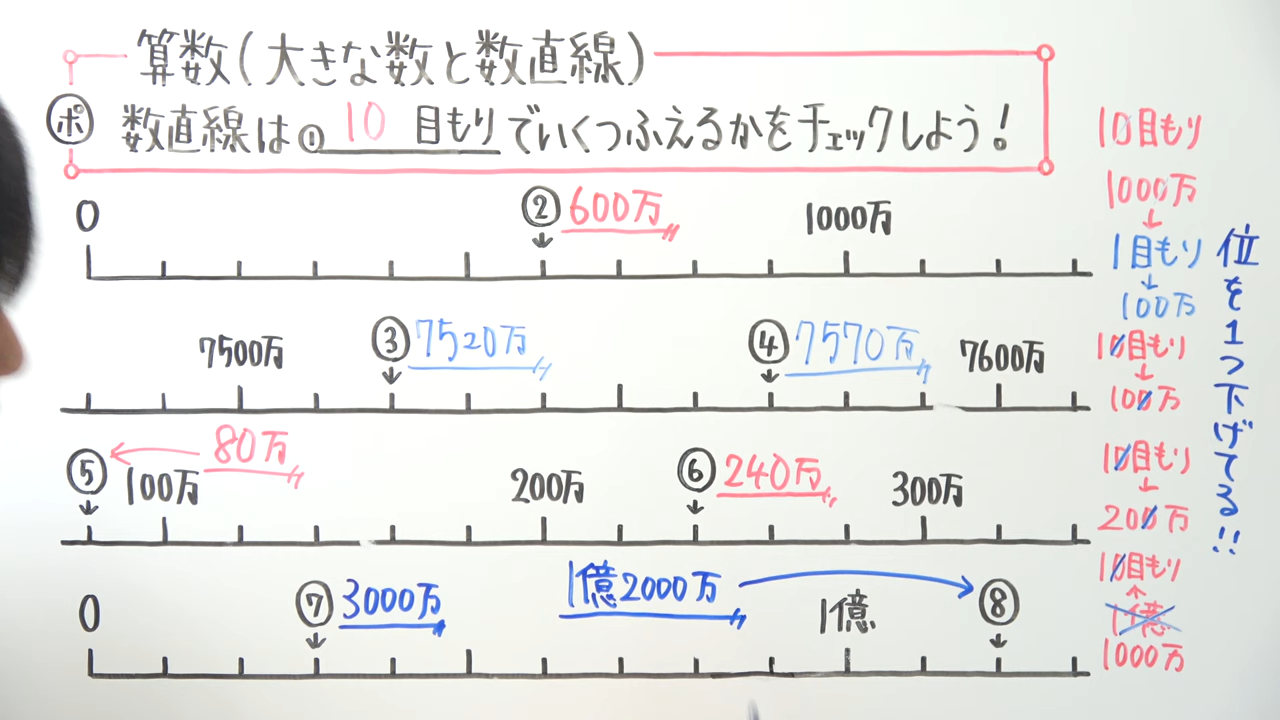 算数(大きな数と数直線)
ポ 数直線は① 10 目もりでいくつふえるかをチェックしよう!
0 ② 600万 1000万
7500万 ③ 7520万 ④ 7570万 7600万
⑤ 80万 100万 200万 ⑥ 240万 300万
0 ⑦ 3000万 1億2000万 1億 ⑧
10目もり
1000万
↓
1目もり
↓
100万
10目もり
↓
100万
10目もり
↓
200万
10目もり
↑
1億
1000万
位を1つ下げてる!!